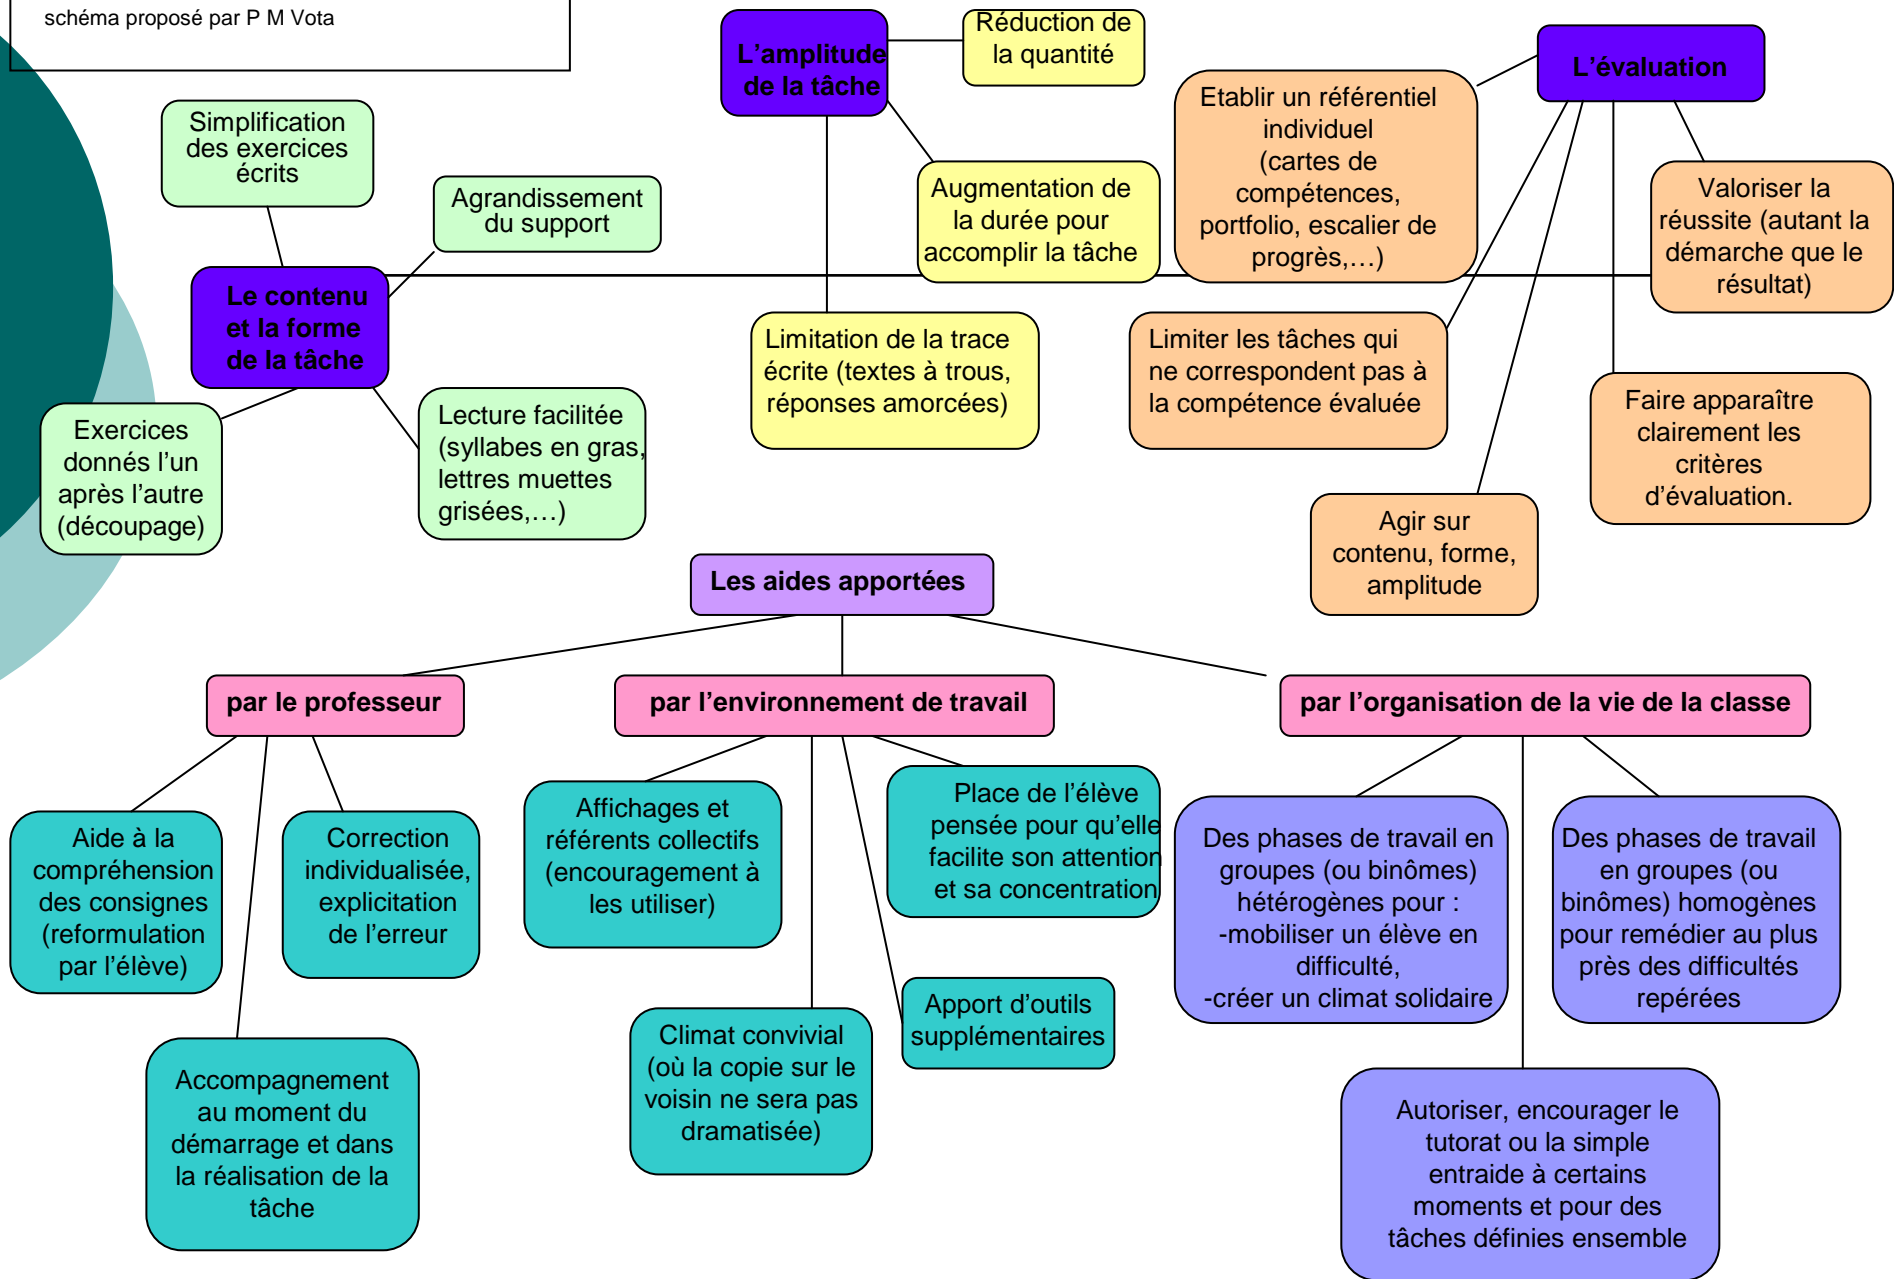 schéma proposé par P M Vota
L'amplitude
de la tâche
Réduction de
la quantité
L'évaluation
Simplification
des exercices
écrits
Agrandissement
du support
Augmentation de
la durée pour
accomplir la tâche
Etablir un référentiel
individuel
(cartes de
compétences,
portfolio, escalier de
progrès,…)
Valoriser la
réussite (autant la
démarche que le
résultat)
Le contenu
et la forme
de la tâche
Limitation de la trace
écrite (textes à trous,
réponses amorcées)
Limiter les tâches qui
ne correspondent pas à
la compétence évaluée
Faire apparaître
clairement les
critères
d'évaluation.
Exercices
donnés l'un
après l'autre
(découpage)
Lecture facilitée
(syllabes en gras,
lettres muettes
grisées,…)
Agir sur
contenu, forme,
amplitude
Les aides apportées
par le professeur
par l'environnement de travail
par l'organisation de la vie de la classe
Aide à la
compréhension
des consignes
(reformulation
par l'élève)
Correction
individualisée,
explicitation
de l'erreur
Affichages et
référents collectifs
(encouragement à
les utiliser)
Place de l'élève
pensée pour qu'elle
facilite son attention
et sa concentration
Des phases de travail en
groupes (ou binômes)
hétérogènes pour :
-mobiliser un élève en
difficulté,
-créer un climat solidaire
Des phases de travail
en groupes (ou
binômes) homogènes
pour remédier au plus
près des difficultés
repérées
Accompagnement
au moment du
démarrage et dans
la réalisation de la
tâche
Climat convivial
(où la copie sur le
voisin ne sera pas
dramatisée)
Apport d'outils
supplémentaires
Autoriser, encourager le
tutorat ou la simple
entraide à certains
moments et pour des
tâches définies ensemble